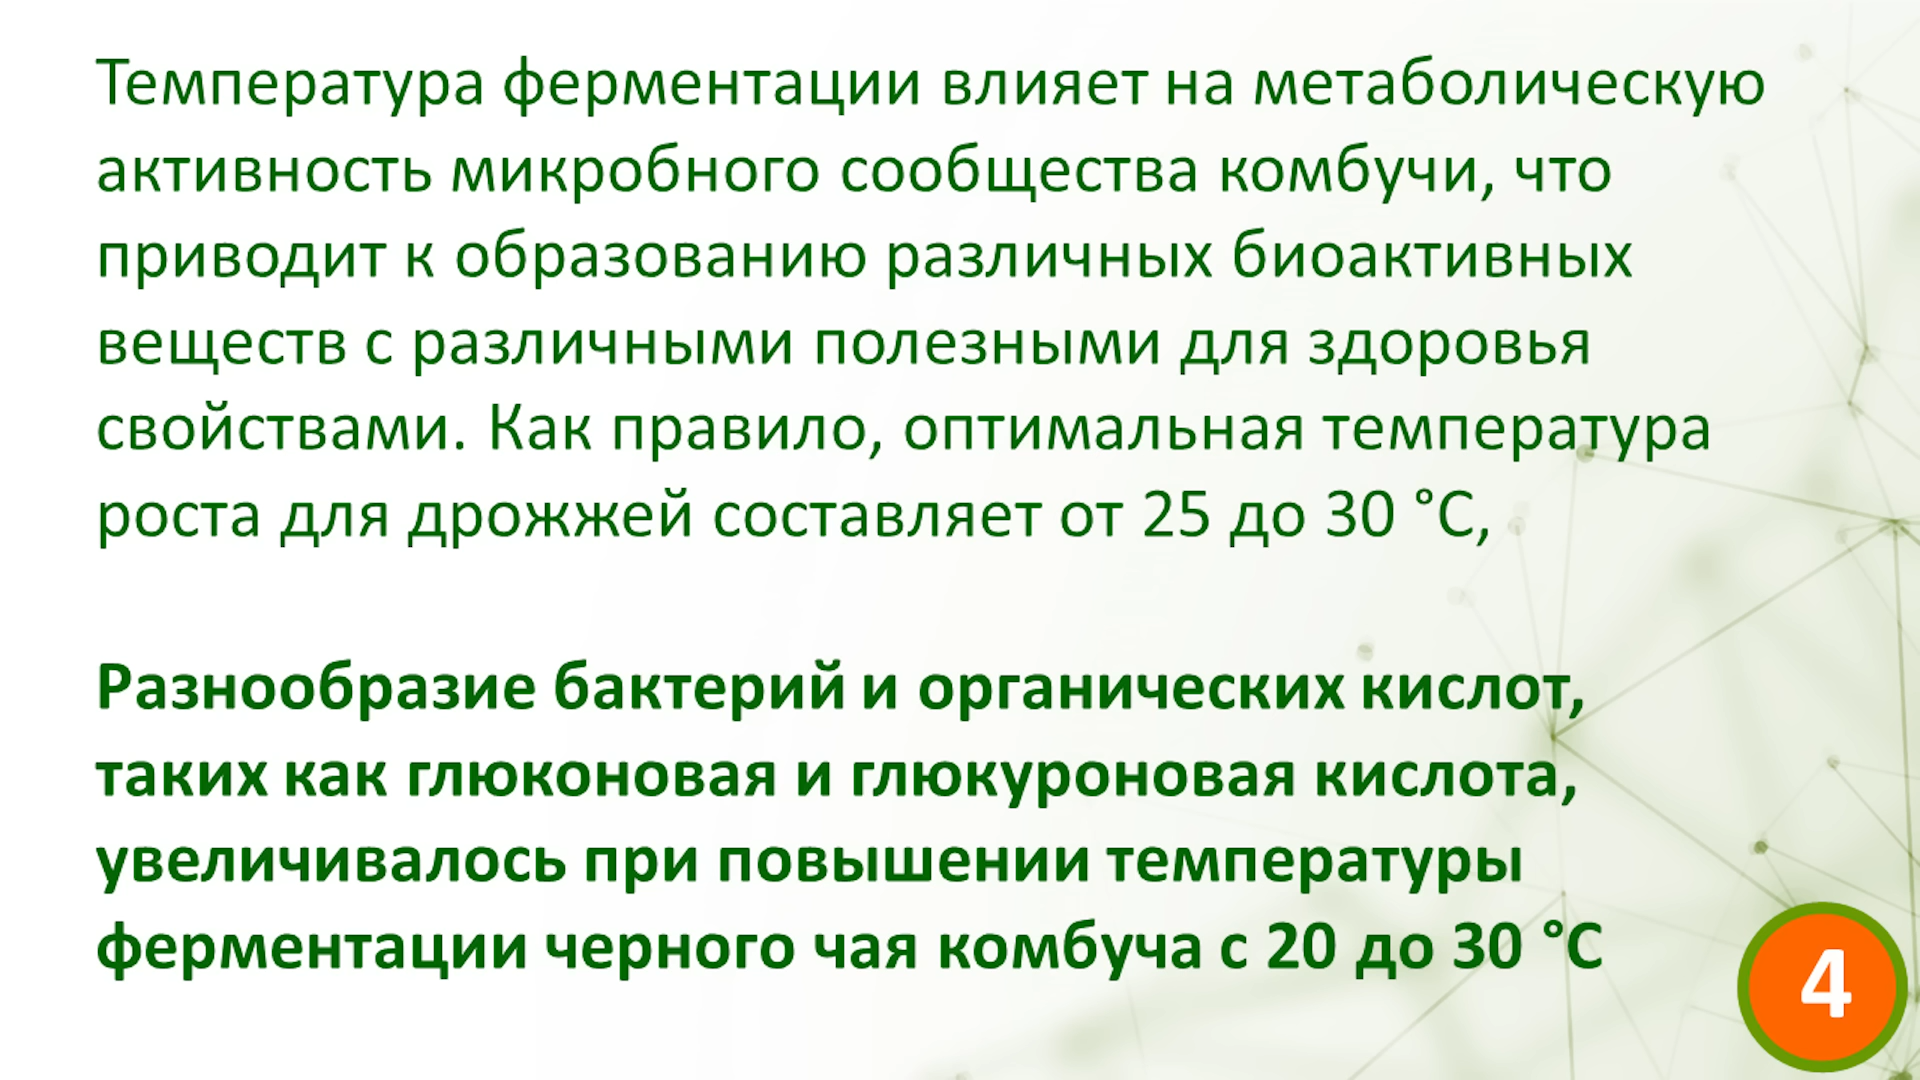 Температура ферментации влияет на метаболическую
активность микробного сообщества комбучи, что
приводит к образованию различных биоактивных
веществ с различными полезными для здоровья
свойствами. Как правило, оптимальная температура
роста для дрожжей составляет от 25 до 30 °C,
Разнообразие бактерий и органических кислот,
таких как глюконовая и глюкуроновая кислота,
увеличивалось при повышении температуры
ферментации черного чая комбуча с 20 до 30 °C
4